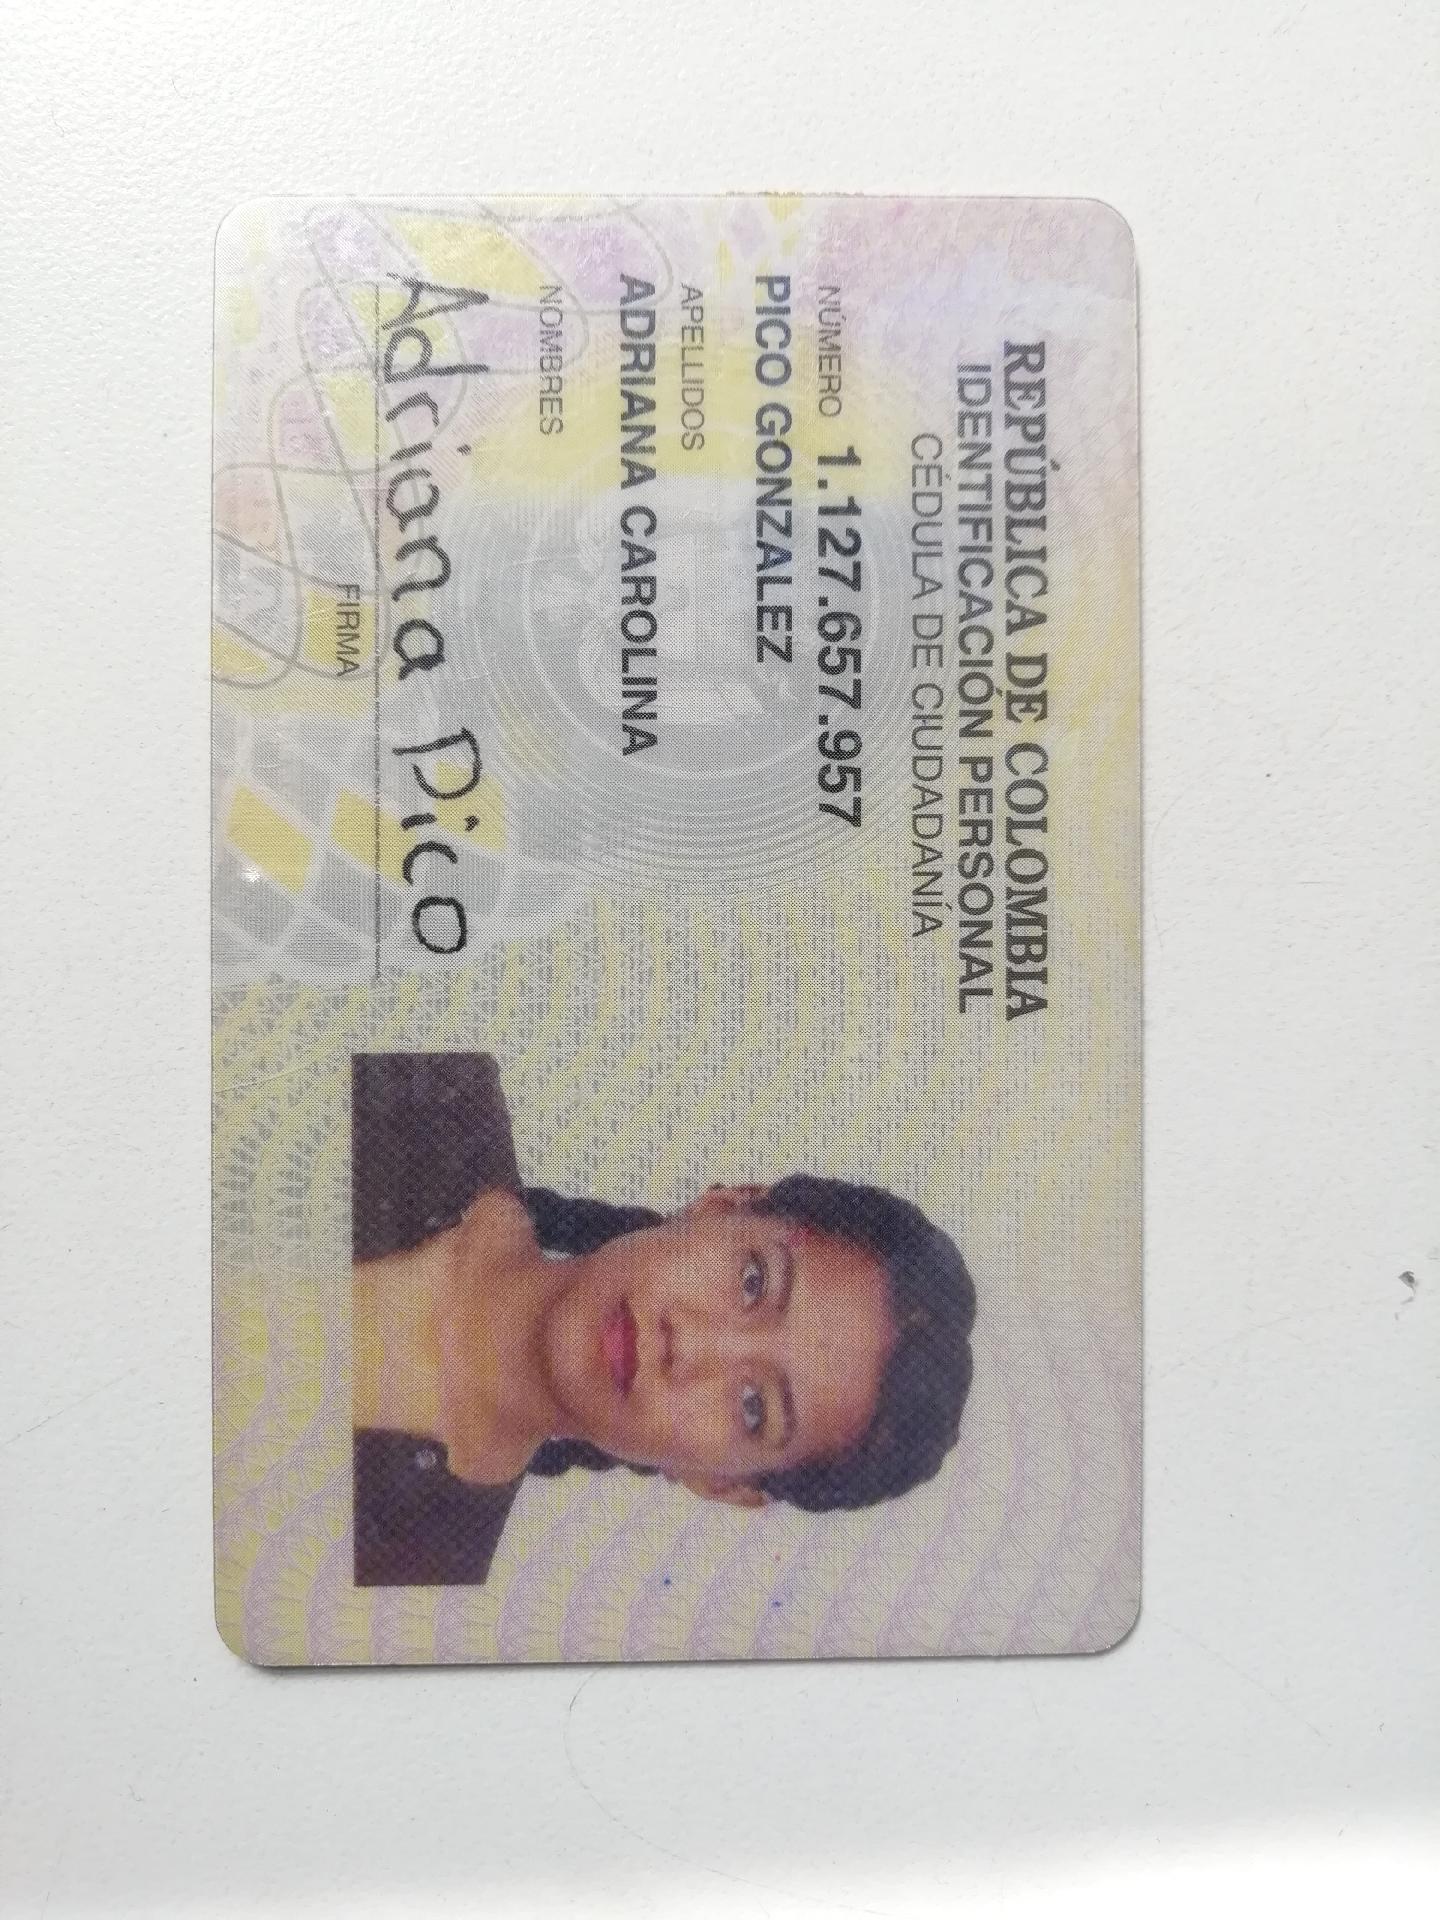 REPÚBLICA DE COLOMBIA
IDENTIFICACIÓN PERSONAL
CÉDULA DE CIUDADANÍA
NÚMERO 1.127.657.957
PICO GONZALEZ
APELLIDOS
ADRIANA CAROLINA
NOMBRES
Adriana Pico
FIRMA